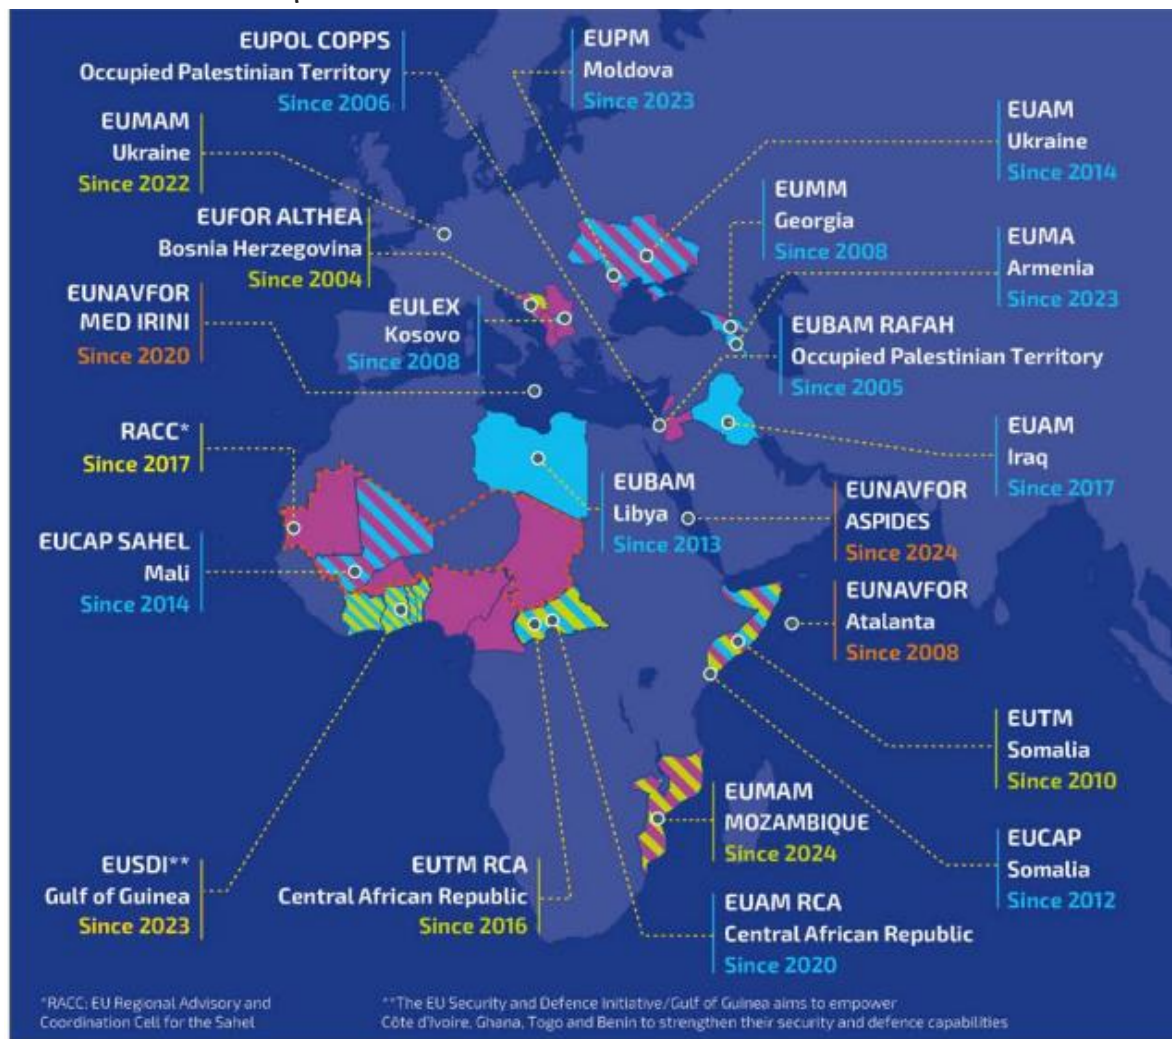 EUPOL COPPS
Occupied Palestinian Territory
Since 2006
EUPM
Moldova
Since 2023
EUMAM
Ukraine
Since 2022
EUAM
Ukraine
Since 2014
EUFOR ALTHEA
Bosnia Herzegovina
Since 2004
EUMM
Georgia
Since 2008
EUMA
Armenia
Since 2023
EUNAVFOR
MED IRINI
Since 2020
EULEX
Kosovo
Since 2008
EUBAM RAFAH
Occupied Palestinian Territory
Since 2005
RACC*
Since 2017
EUAM
Iraq
Since 2017
EUBAM
Libya
Since 2013
EUNAVFOR
ASPIDES
Since 2024
EUCAP SAHEL
Mali
Since 2014
EUNAVFOR
Atalanta
Since 2008
EUTM
Somalia
Since 2010
EUMAM
MOZAMBIQUE
Since 2024
EUCAP
Somalia
Since 2012
EUSDI**
Gulf of Guinea
Since 2023
EUTM RCA
Central African Republic
Since 2016
EUAM RCA
Central African Republic
Since 2020
*RACC: EU Regional Advisory and
Coordination Cell for the Sahel
**The EU Security and Defence Initiative/Gulf of Guinea aims to empower
Côte d'Ivoire, Ghana, Togo and Benin to strengthen their security and defence capabilities